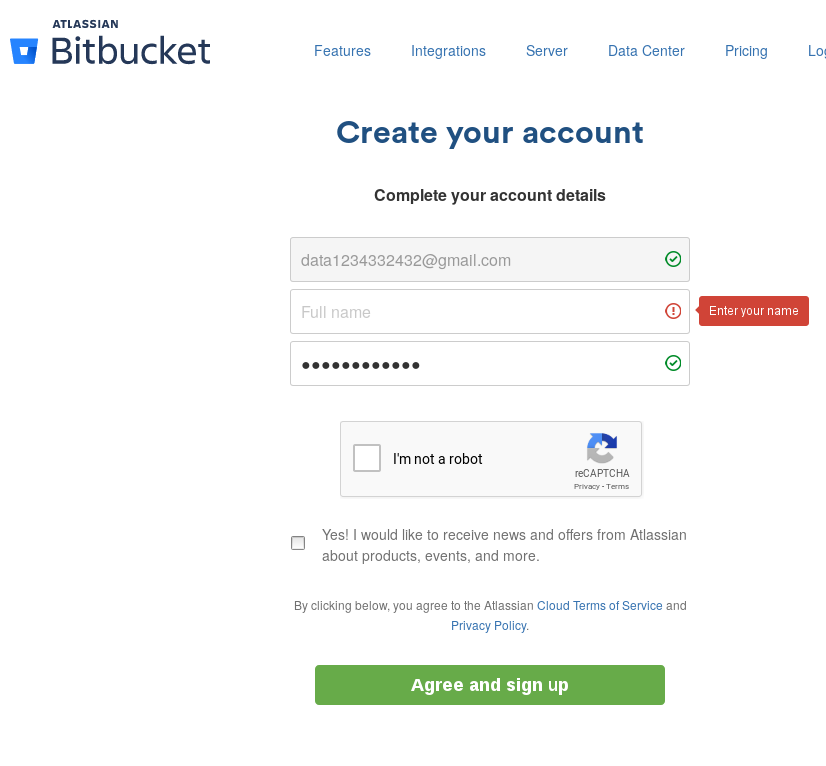 ATLASSIAN
Bitbucket
Features Integrations Server Data Center Pricing
Create your account
Complete your account details
data1234332432@gmail.com
Full name
Enter your name
●●●●●●●●●●●●
I'm not a robot
reCAPTCHA
Privacy - Terms
Yes! I would like to receive news and offers from Atlassian
about products, events, and more.
By clicking below, you agree to the Atlassian Cloud Terms of Service and
Privacy Policy.
Agree and sign up